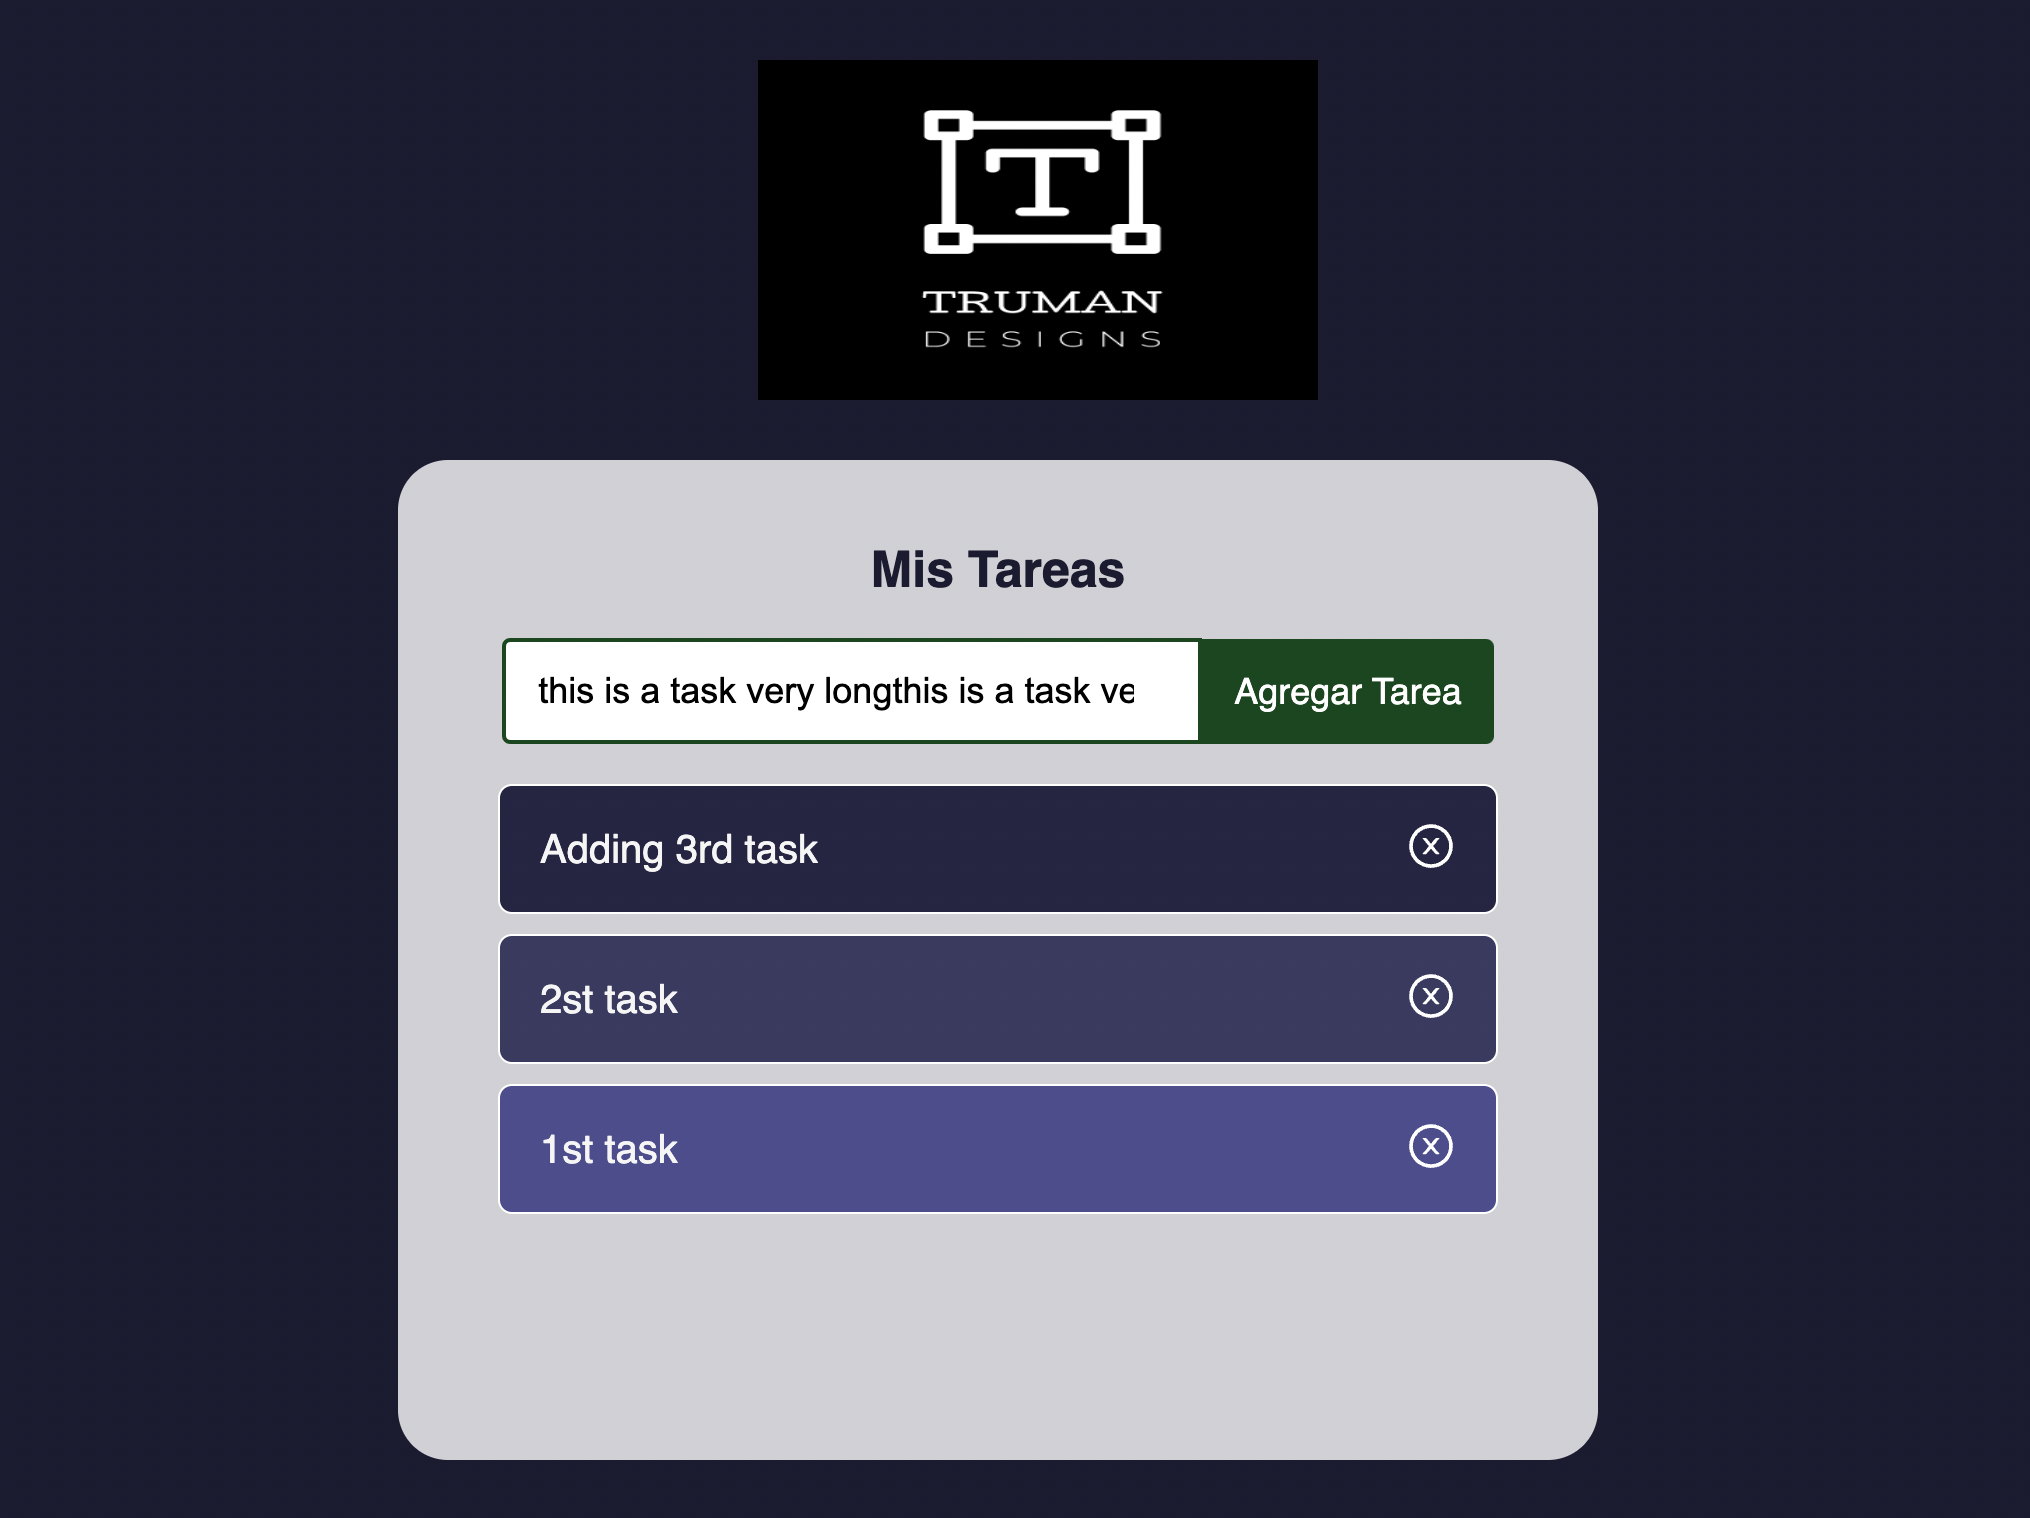 T
TRUMAN
DESIGNS
Mis Tareas
this is a task very longthis is a task ve
Agregar Tarea
Adding 3rd task
x
2st task
x
1st task
x